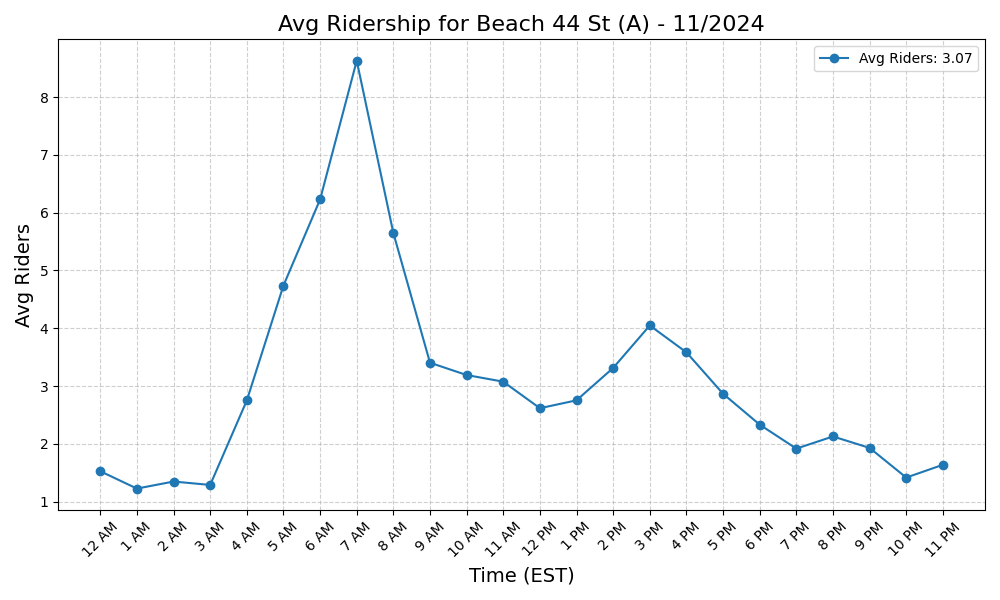 Avg Ridership for Beach 44 St (A) - 11/2024
Avg Riders: 3.07
Avg Riders
8
7
6
5
4
3
2
1
12 AM
1 AM
2 AM
3 AM
4 AM
5 AM
6 AM
7 AM
8 AM
9 AM
10 AM
11 AM
12 PM
1 PM
2 PM
3 PM
4 PM
5 PM
6 PM
7 PM
8 PM
9 PM
10 PM
11 PM
Time (EST)